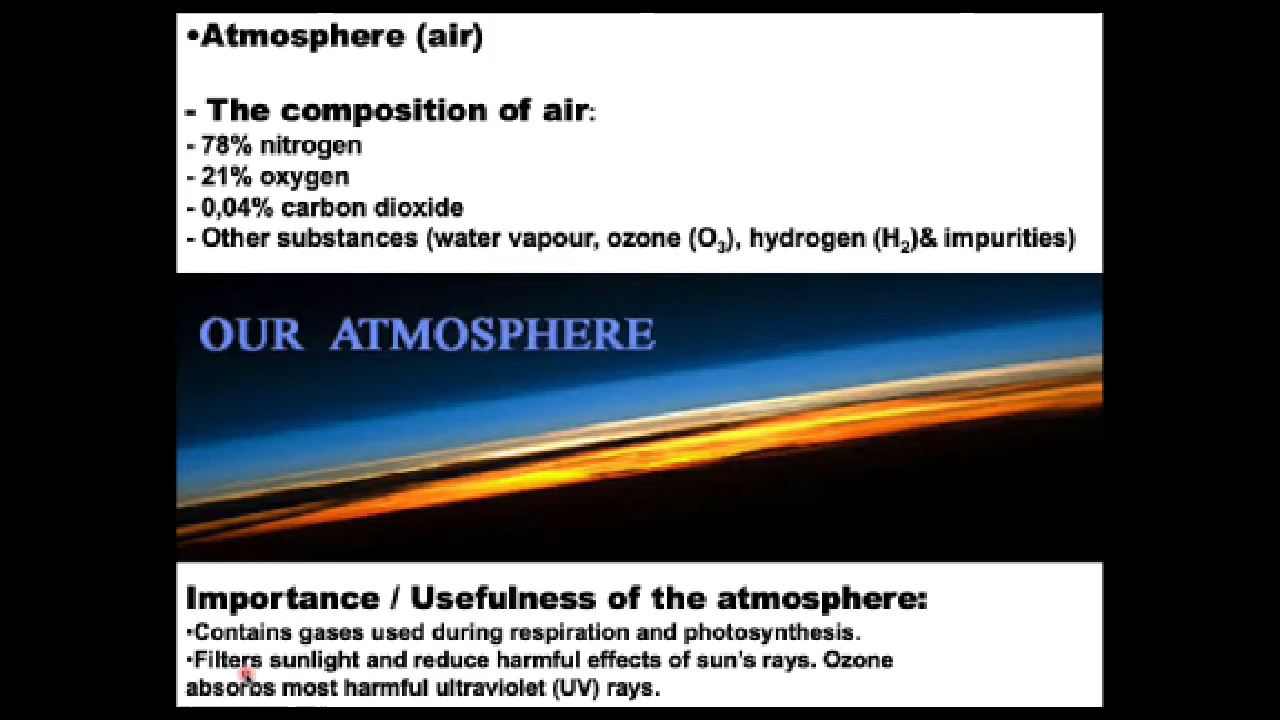 •Atmosphere (air)
- The composition of air:
- 78% nitrogen
- 21% oxygen
- 0,04% carbon dioxide
- Other substances (water vapour, ozone (O₃), hydrogen (H₂)& impurities)
OUR ATMOSPHERE
Importance / Usefulness of the atmosphere:
•Contains gases used during respiration and photosynthesis.
•Filters sunlight and reduce harmful effects of sun's rays. Ozone
absorbs most harmful ultraviolet (UV) rays.